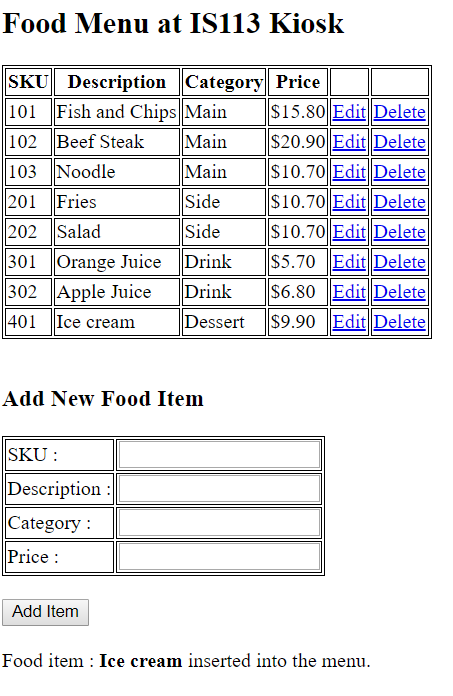 Food Menu at IS113 Kiosk
SKU Description Category Price
101 Fish and Chips Main $15.80 Edit Delete
102 Beef Steak Main $20.90 Edit Delete
103 Noodle Main $10.70 Edit Delete
201 Fries Side $10.70 Edit Delete
202 Salad Side $10.70 Edit Delete
301 Orange Juice Drink $5.70 Edit Delete
302 Apple Juice Drink $6.80 Edit Delete
401 Ice cream Dessert $9.90 Edit Delete
Add New Food Item
SKU :
Description :
Category :
Price :
Add Item
Food item : Ice cream inserted into the menu.